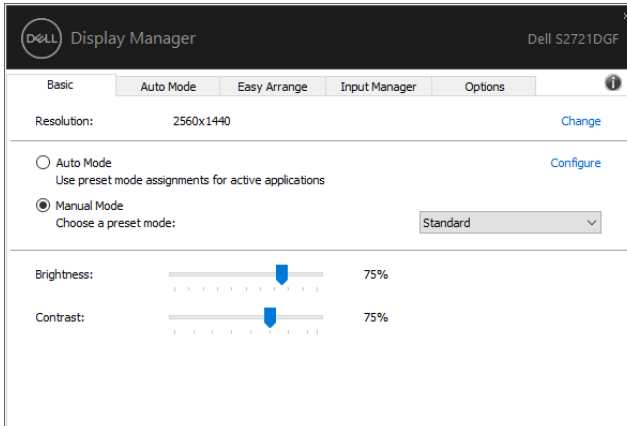 DELL Display Manager Dell S2721DGF
Basic Auto Mode Easy Arrange Input Manager Options
Resolution: 2560x1440 Change
Auto Mode Configure
Use preset mode assignments for active applications
Manual Mode
Choose a preset mode: Standard
Brightness: 75%
Contrast: 75%